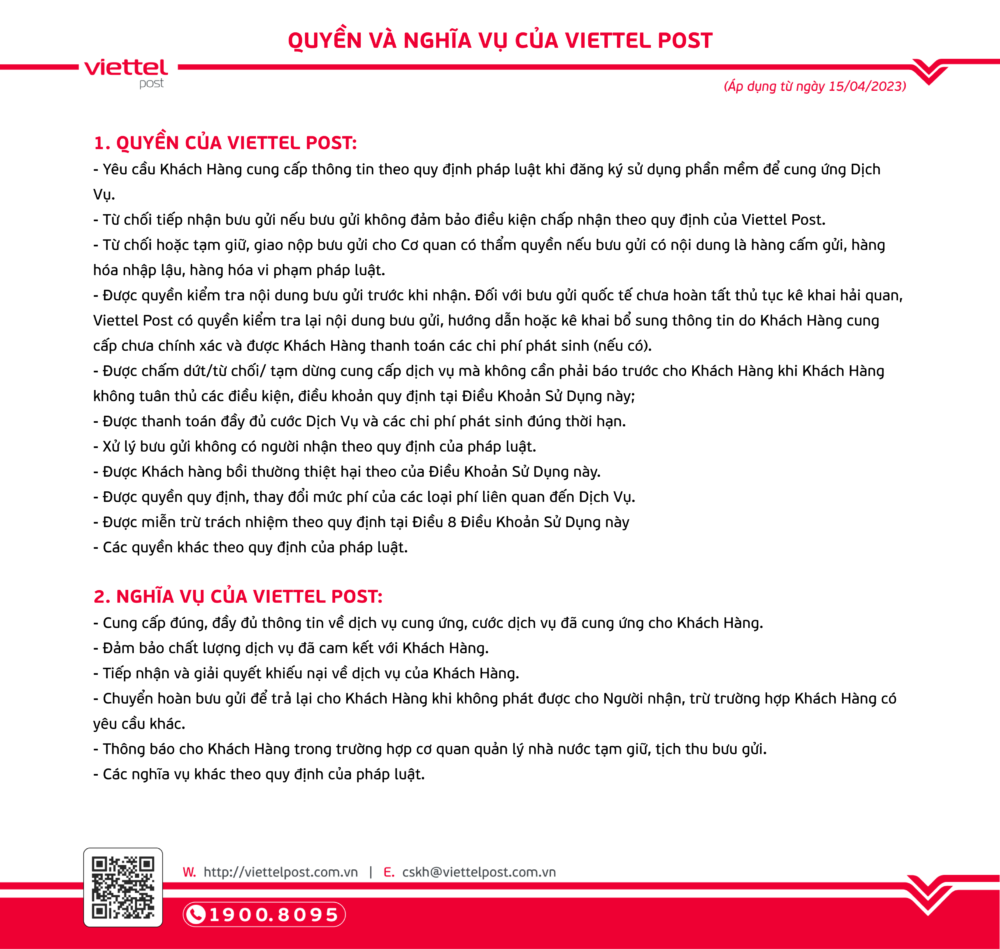 QUYỀN VÀ NGHĨA VỤ CỦA VIETTEL POST
viettel
post
(Áp dụng từ ngày 15/04/2023)
1. QUYỀN CỦA VIETTEL POST:
- Yêu cầu Khách Hàng cung cấp thông tin theo quy định pháp luật khi đăng ký sử dụng phần mềm để cung ứng Dịch
Vụ.
- Từ chối tiếp nhận bưu gửi nếu bưu gửi không đảm bảo điều kiện chấp nhận theo quy định của Viettel Post.
- Từ chối hoặc tạm giữ, giao nộp bưu gửi cho Cơ quan có thẩm quyền nếu bưu gửi có nội dung là hàng cấm gửi, hàng
hóa nhập lậu, hàng hóa vi phạm pháp luật.
- Được quyền kiểm tra nội dung bưu gửi trước khi nhận. Đối với bưu gửi quốc tế chưa hoàn tất thủ tục kê khai hải quan,
Viettel Post có quyền kiểm tra lại nội dung bưu gửi, hướng dẫn hoặc kê khai bổ sung thông tin do Khách Hàng cung
cấp chưa chính xác và được Khách Hàng thanh toán các chi phí phát sinh (nếu có).
- Được chấm dứt/từ chối/ tạm dừng cung cấp dịch vụ mà không cần phải báo trước cho Khách Hàng khi Khách Hàng
không tuân thủ các điều kiện, điều khoản quy định tại Điều Khoản Sử Dụng này;
- Được thanh toán đầy đủ cước Dịch Vụ và các chi phí phát sinh đúng thời hạn.
- Xử lý bưu gửi không có người nhận theo quy định của pháp luật.
- Được Khách hàng bồi thường thiệt hại theo của Điều Khoản Sử Dụng này.
- Được quyền quy định, thay đổi mức phí của các loại phí liên quan đến Dịch Vụ.
- Được miễn trừ trách nhiệm theo quy định tại Điều 8 Điều Khoản Sử Dụng này
- Các quyền khác theo quy định của pháp luật.
2. NGHĨA VỤ CỦA VIETTEL POST:
- Cung cấp đúng, đầy đủ thông tin về dịch vụ cung ứng, cước dịch vụ đã cung ứng cho Khách Hàng.
- Đảm bảo chất lượng dịch vụ đã cam kết với Khách Hàng.
- Tiếp nhận và giải quyết khiếu nại về dịch vụ của Khách Hàng.
- Chuyển hoàn bưu gửi để trả lại cho Khách Hàng khi không phát được cho Người nhận, trừ trường hợp Khách Hàng có
yêu cầu khác.
- Thông báo cho Khách Hàng trong trường hợp cơ quan quản lý nhà nước tạm giữ, tịch thu bưu gửi.
- Các nghĩa vụ khác theo quy định của pháp luật.
W. http://viettelpost.com.vn | E. cskh@viettelpost.com.vn
1900.8095